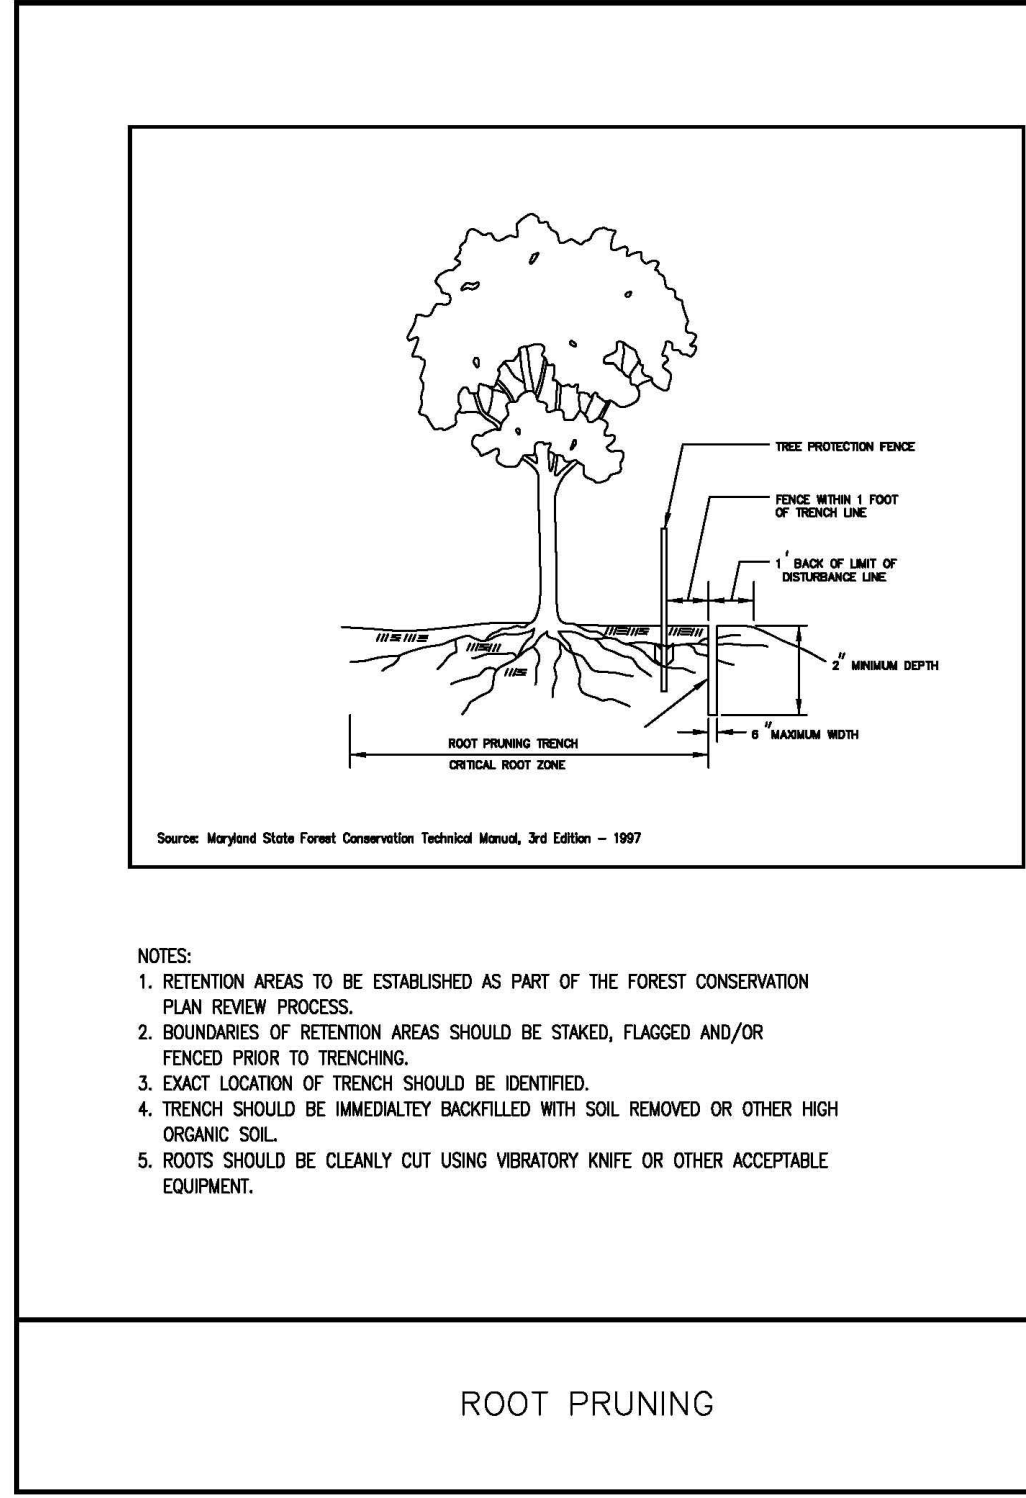 TREE PROTECTION FENCE
FENCE WITHIN 1 FOOT
OF TRENCH LINE
1' BACK OF LIMIT OF
DISTURBANCE LINE
2" MINIMUM DEPTH
6 "MAXIMUM WIDTH
ROOT PRUNING TRENCH
CRITICAL ROOT ZONE
Source: Maryland State Forest Conservation Technical Manual, 3rd Edition – 1997
NOTES:
1. RETENTION AREAS TO BE ESTABLISHED AS PART OF THE FOREST CONSERVATION
PLAN REVIEW PROCESS.
2. BOUNDARIES OF RETENTION AREAS SHOULD BE STAKED, FLAGGED AND/OR
FENCED PRIOR TO TRENCHING.
3. EXACT LOCATION OF TRENCH SHOULD BE IDENTIFIED.
4. TRENCH SHOULD BE IMMEDIALTEY BACKFILLED WITH SOIL REMOVED OR OTHER HIGH
ORGANIC SOIL.
5. ROOTS SHOULD BE CLEANLY CUT USING VIBRATORY KNIFE OR OTHER ACCEPTABLE
EQUIPMENT.
ROOT PRUNING